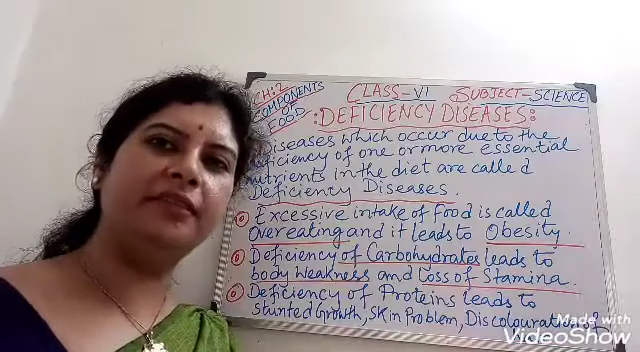 CH:2
COMPONENTS
OF
FOOD
CLASS-VI SUBJECT-SCIENCE
:DEFICIENCY DISEASES:
Diseases which occur due to the
deficiency of one or more essential
nutrients in the diet are called
Deficiency Diseases.
Excessive intake of food is called
Overeating and it leads to Obesity.
Deficiency of Carbohydrates leads to
body Weakness and Loss of Stamina.
Deficiency of Proteins leads to
Stunted Growth, Skin Problem, Discolouration of
Made with
VideoShow